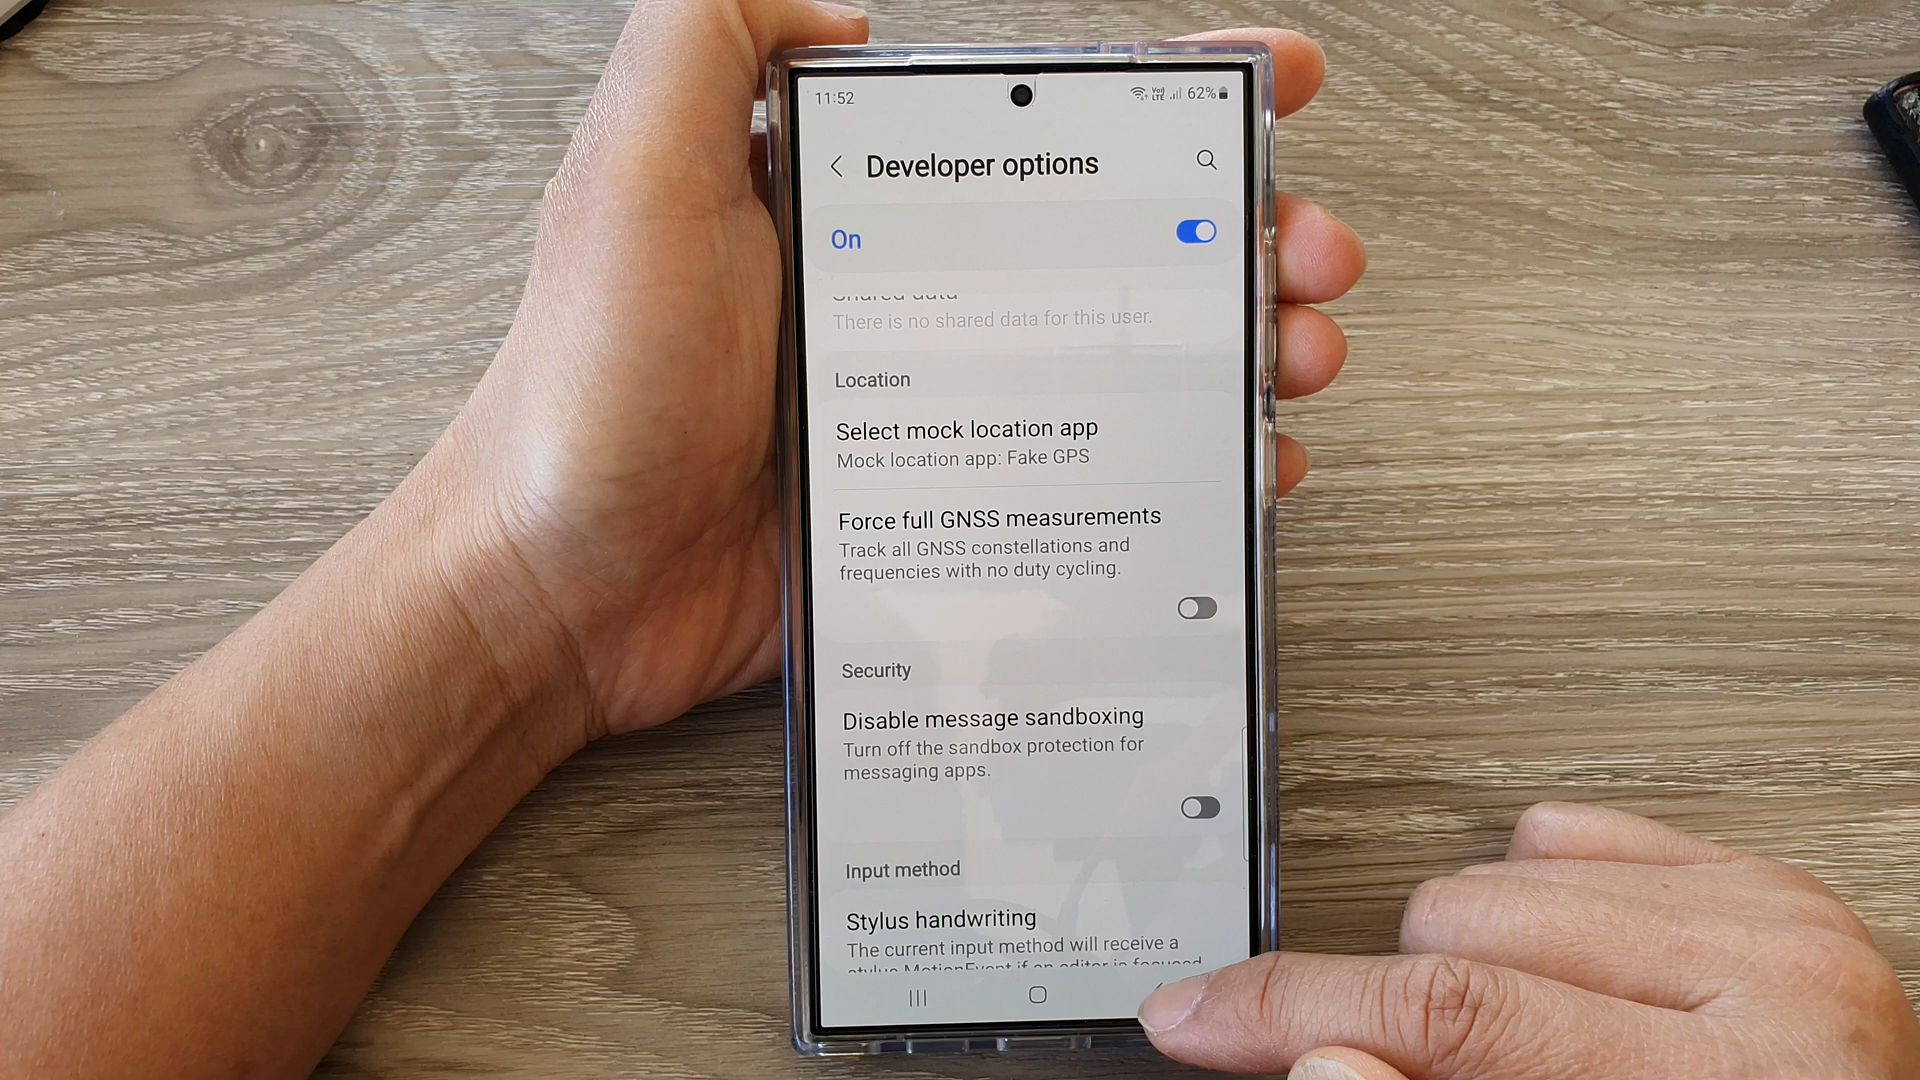 11:52
Vo)) LTE 62%
Developer options
On
Shared data
There is no shared data for this user.
Location
Select mock location app
Mock location app: Fake GPS
Force full GNSS measurements
Track all GNSS constellations and
frequencies with no duty cycling.
Security
Disable message sandboxing
Turn off the sandbox protection for
messaging apps.
Input method
Stylus handwriting
The current input method will receive a
stylus MotionEvent if an editor is focused